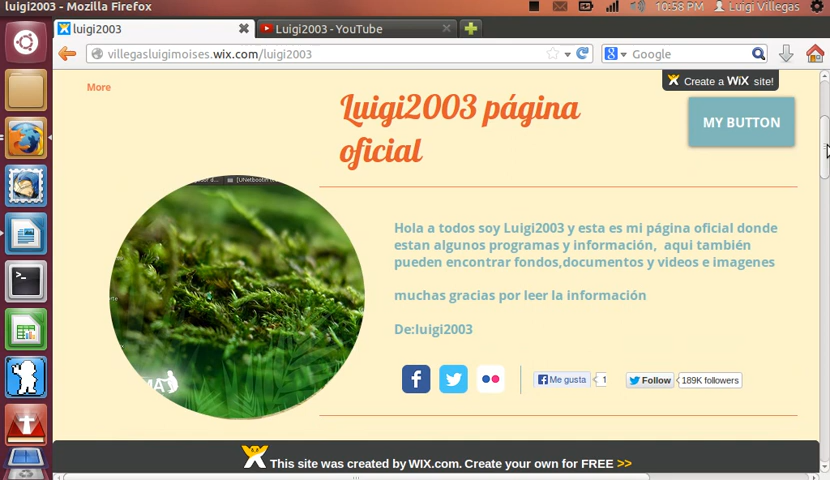 luigi2003 - Mozilla Firefox
10:58 PM
Luigi Villegas
luigi2003
Luigi2003 - YouTube
villegasluigimoises.wix.com/luigi2003
Google
Create a WiX site!
More
Luigi2003 página
oficial
MY BUTTON
Hola a todos soy Luigi2003 y esta es mi página oficial donde
estan algunos programas y información, aqui también
pueden encontrar fondos,documentos y videos e imagenes
muchas gracias por leer la información
De:luigi2003
Me gusta
1
Follow
189K followers
This site was created by WIX.com. Create your own for FREE >>